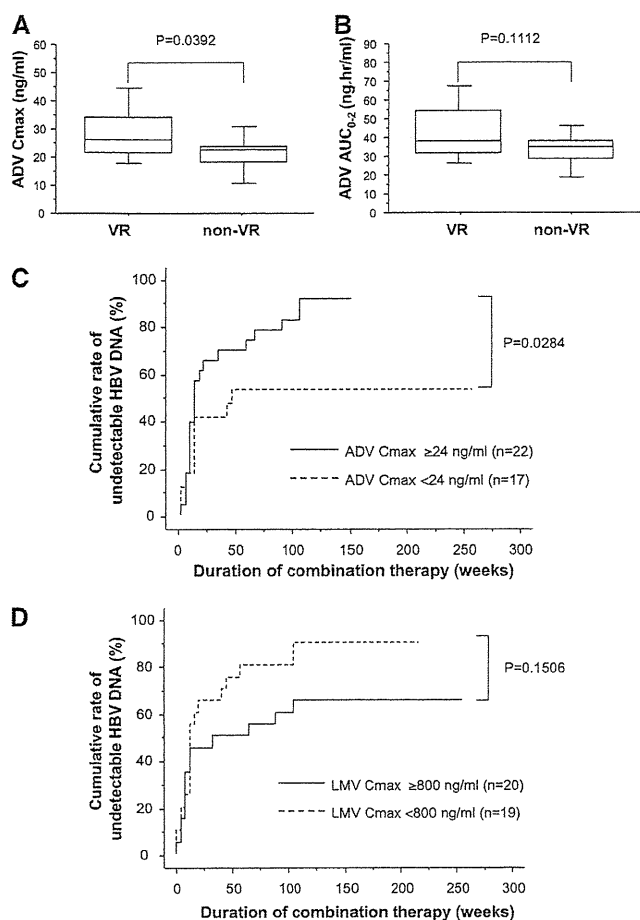 A
P=0.0392
ADV Cmax (ng/ml)
60
50
40
30
20
10
0
VR
non-VR
B
P=0.1112
ADV AUC0-2 (ng.hr/ml)
90
80
70
60
50
40
30
20
10
0
VR
non-VR
C
Cumulative rate of
undetectable HBV DNA (%)
100
80
60
40
20
0
P=0.0284
ADV Cmax ≥24 ng/ml (n=22)
ADV Cmax <24 ng/ml (n=17)
0 50 100 150 200 250 300
Duration of combination therapy (weeks)
D
Cumulative rate of
undetectable HBV DNA (%)
100
80
60
40
20
0
P=0.1506
LMV Cmax ≥800 ng/ml (n=20)
LMV Cmax <800 ng/ml (n=19)
0 50 100 150 200 250 300
Duration of combination therapy (weeks)